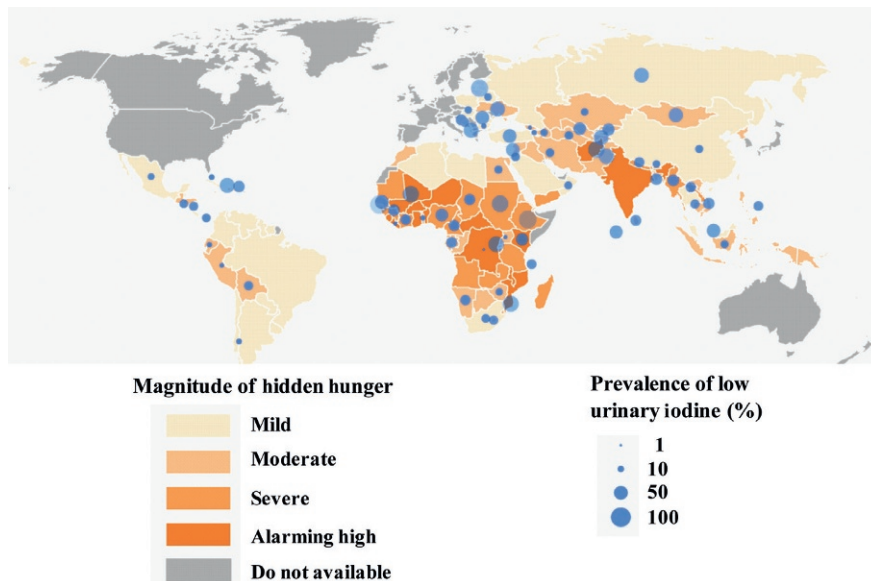 Magnitude of hidden hunger
Mild
Moderate
Severe
Alarming high
Do not available
Prevalence of low
urinary iodine (%)
1
10
50
100